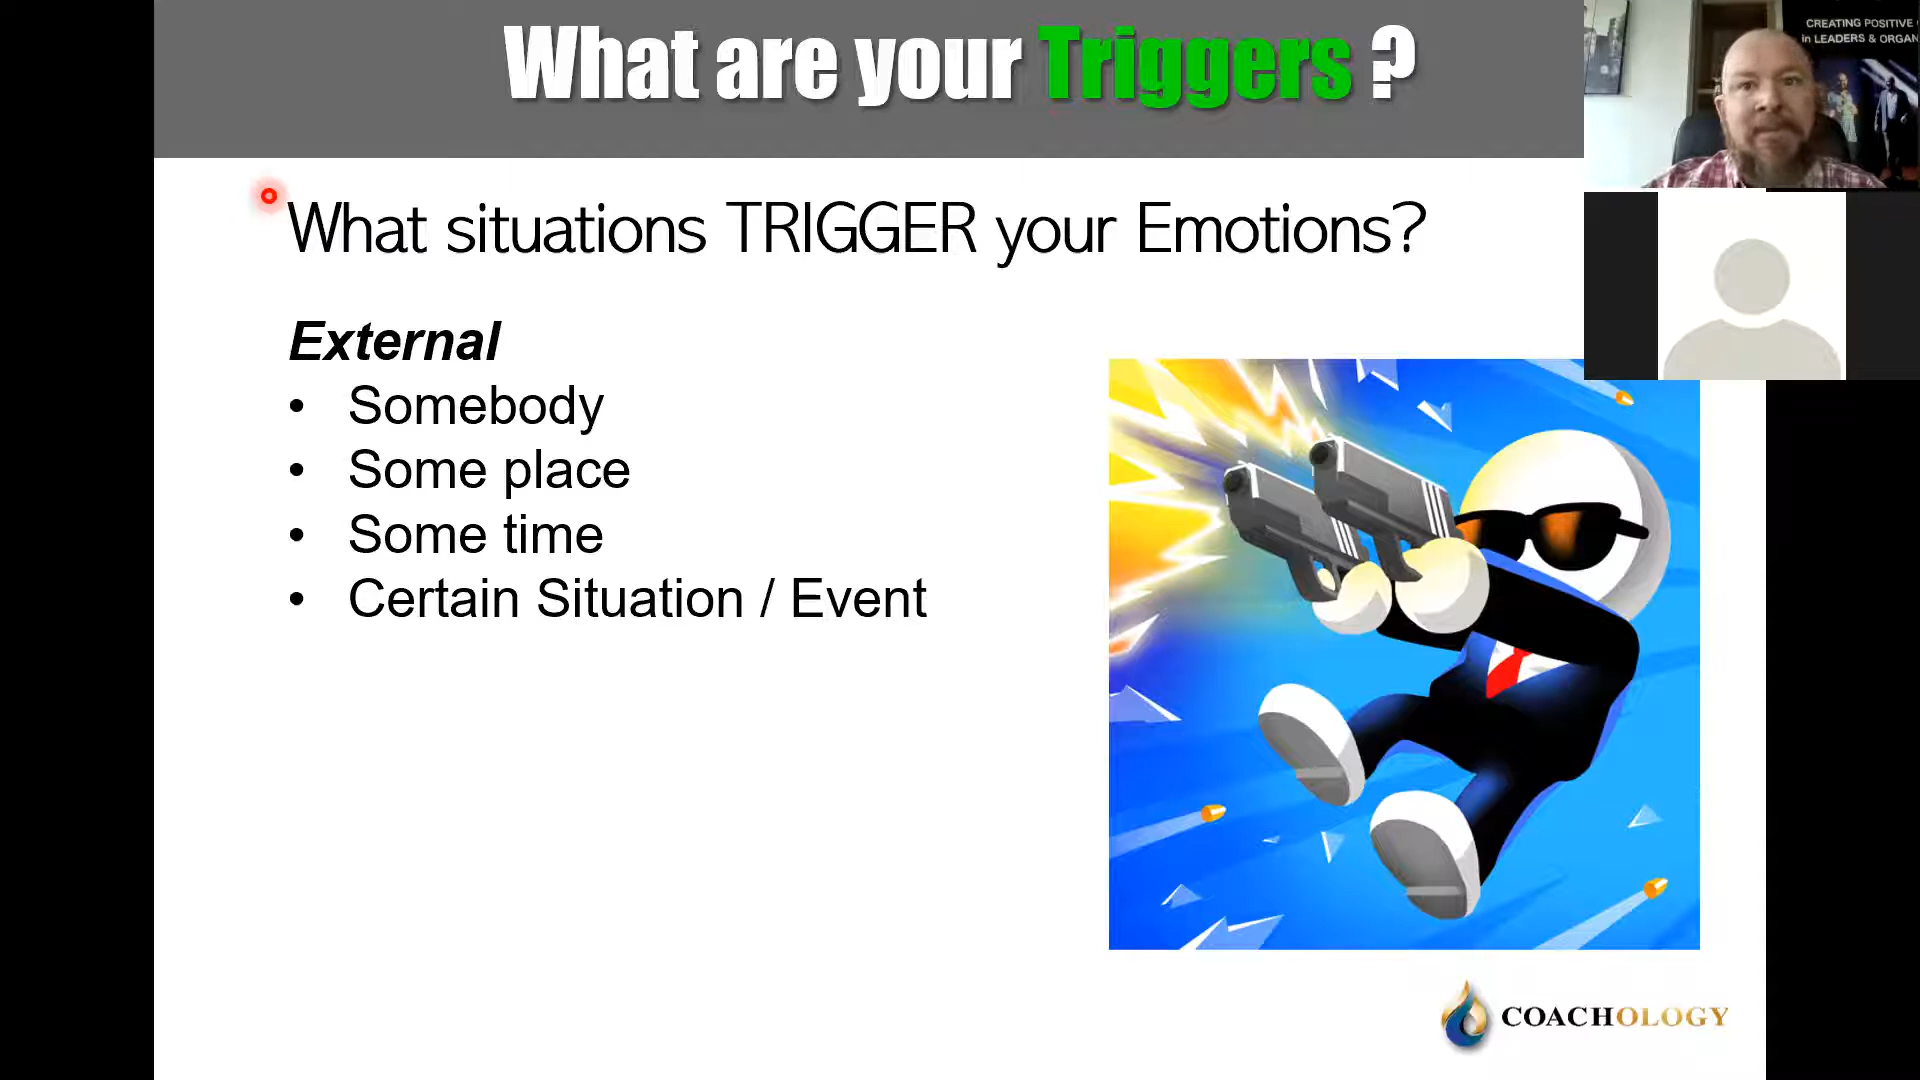 What are your Triggers ?
CREATING POSITIVE
in LEADERS & ORGAN
What situations TRIGGER your Emotions?
External
• Somebody
• Some place
• Some time
• Certain Situation / Event
COACHOLOGY